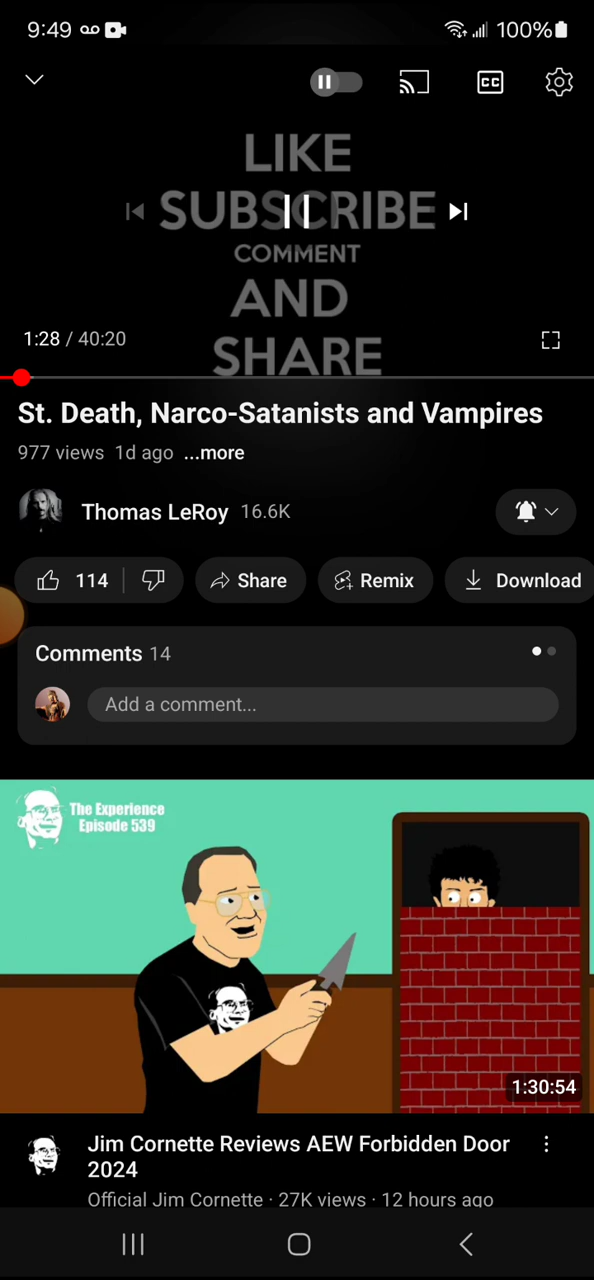 9:49
100%
LIKE
SUBSCRIBE
COMMENT
AND
SHARE
CC
1:28 / 40:20
St. Death, Narco-Satanists and Vampires
977 views 1d ago ...more
Thomas LeRoy 16.6K
114 Share Remix Download
Comments 14
Add a comment...
The Experience
Episode 539
1:30:54
Jim Cornette Reviews AEW Forbidden Door
2024
Official Jim Cornette · 27K views · 12 hours ago